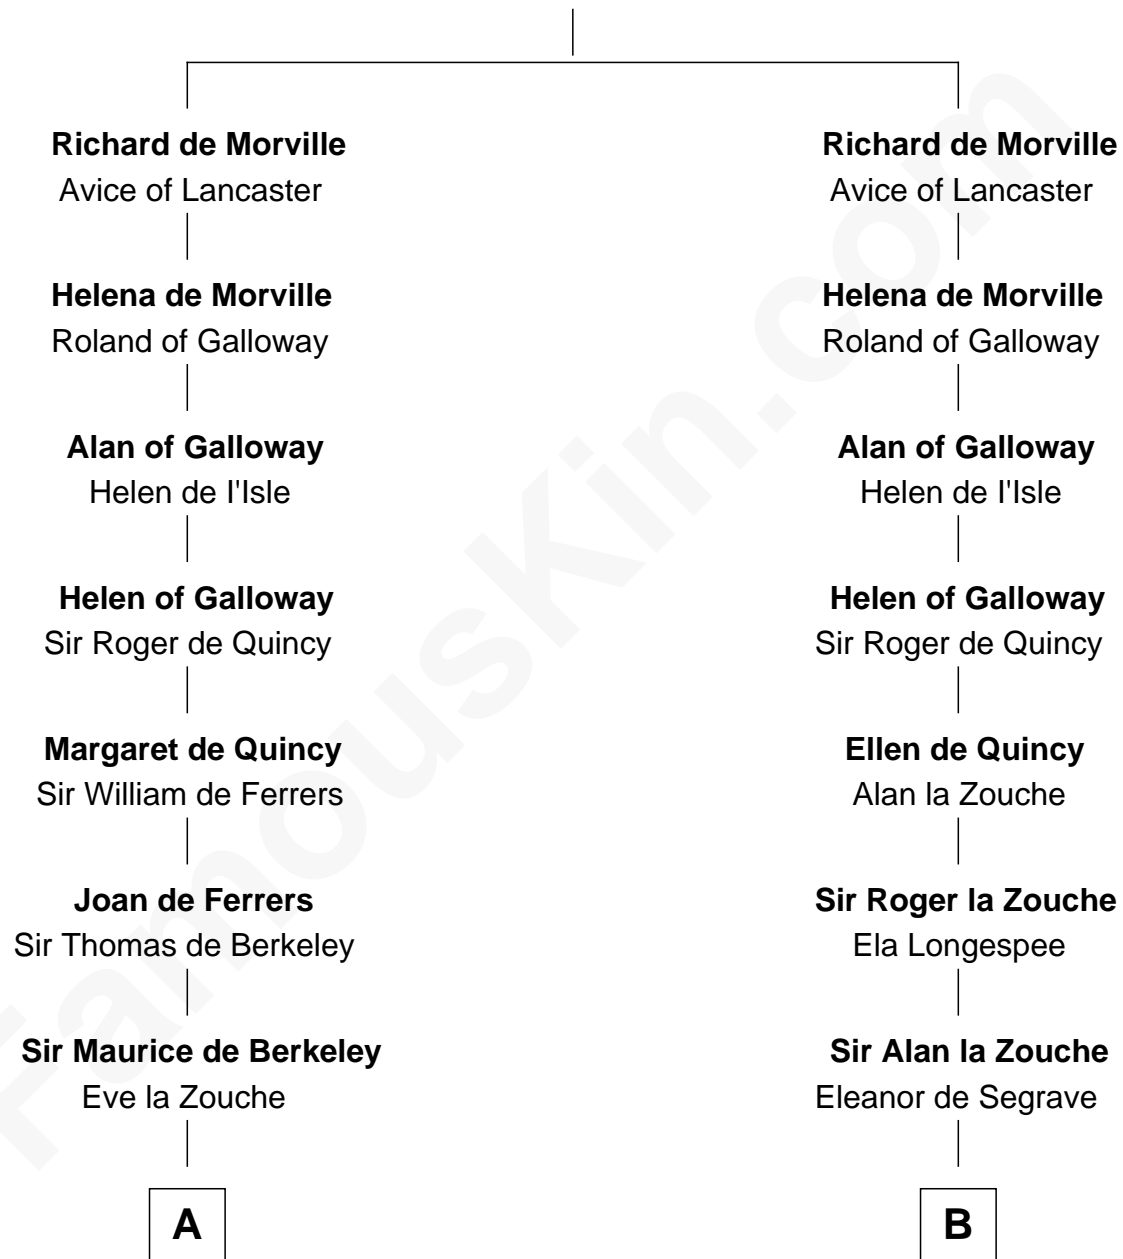 Richard de Morville
Avice of Lancaster
Helena de Morville
Roland of Galloway
Alan of Galloway
Helen de l'Isle
Helen of Galloway
Sir Roger de Quincy
Margaret de Quincy
Sir William de Ferrers
Joan de Ferrers
Sir Thomas de Berkeley
Sir Maurice de Berkeley
Eve la Zouche
A
Richard de Morville
Avice of Lancaster
Helena de Morville
Roland of Galloway
Alan of Galloway
Helen de l'Isle
Helen of Galloway
Sir Roger de Quincy
Ellen de Quincy
Alan la Zouche
Sir Roger la Zouche
Ela Longespee
Sir Alan la Zouche
Eleanor de Segrave
B
FamousKin.com